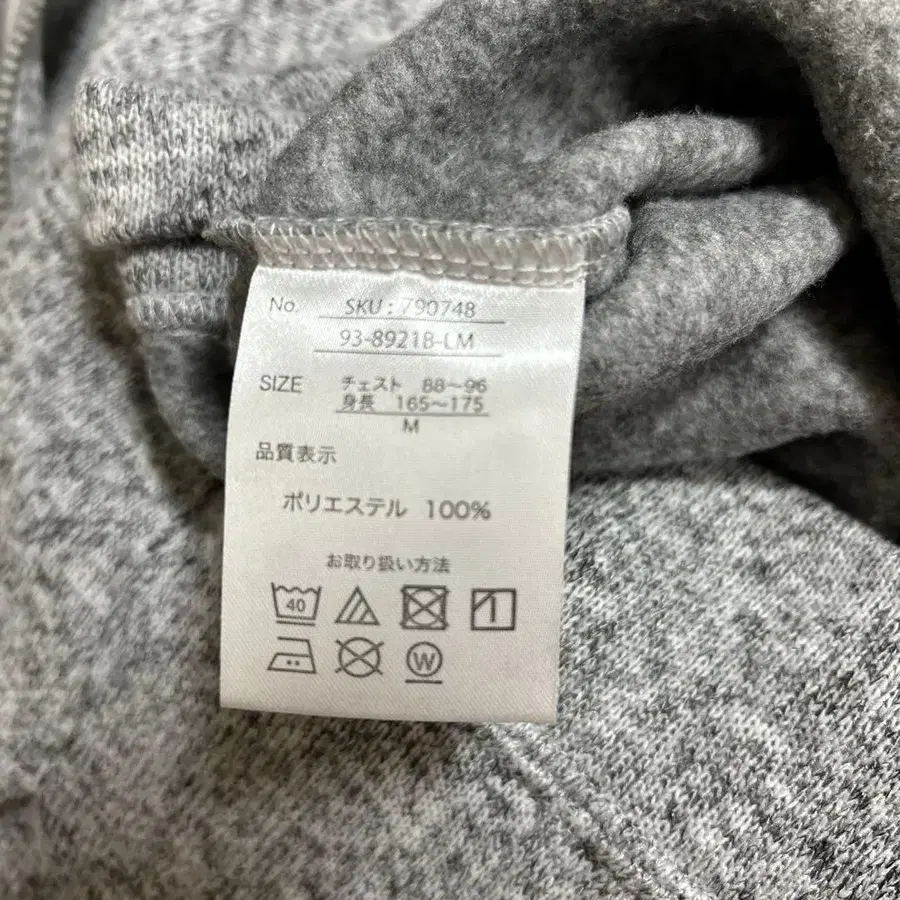 No. SKU : 790748
93-8921B-LM
SIZE チェスト 88～96
身長 165～175
M
品質表示
ポリエステル 100%
お取り扱い方法
40
W